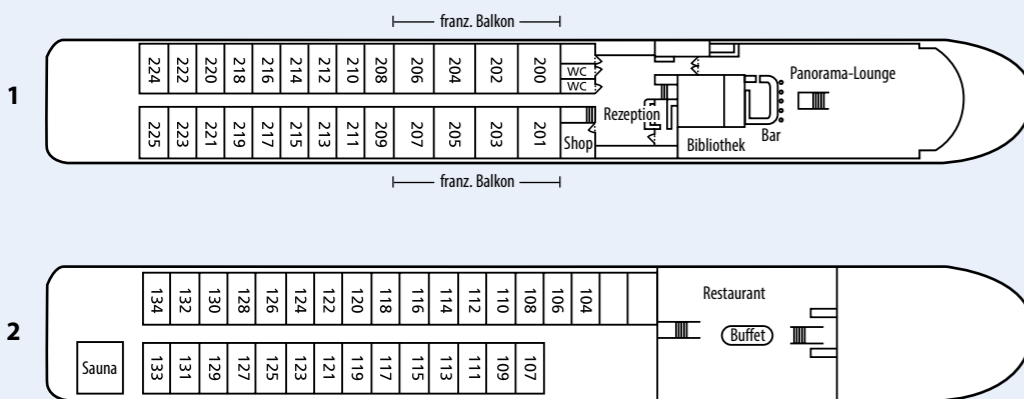 franz. Balkon
1
224 222 220 218 216 214 212 210 208 206 204 202 200
WC
WC
Panorama-Lounge
Rezeption
225 223 221 219 217 215 213 211 209 207 205 203 201
Shop
Bibliothek
Bar
franz. Balkon
2
134 132 130 128 126 124 122 120 118 116 114 112 110 108 106 104
Restaurant
Buffet
Sauna
133 131 129 127 125 123 121 119 117 115 113 111 109 107